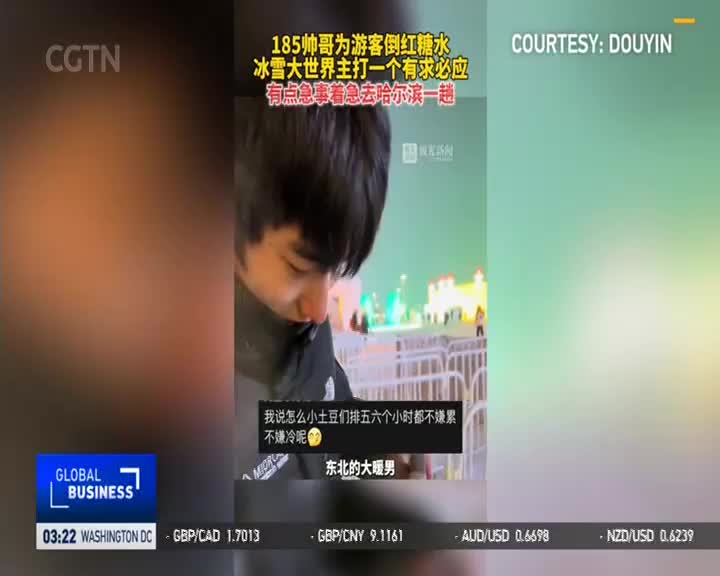 CGTN
COURTESY: DOUYIN
185帅哥为游客倒红糖水
冰雪大世界主打一个有求必应
有点急事着急去哈尔滨一趟
观光新闻
我说怎么小土豆们排五六个小时都不嫌累
不嫌冷呢
东北的大暖男
GLOBAL
BUSINESS
03:22 WASHINGTON DC
GBP/CAD 1.7013
GBP/CNY 9.1161
AUD/USD 0.6698
NZD/USD 0.6239